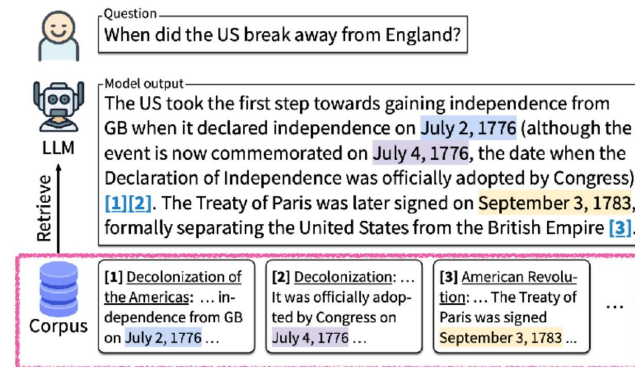 Question
When did the US break away from England?
Model output
The US took the first step towards gaining independence from
GB when it declared independence on July 2, 1776 (although the
event is now commemorated on July 4, 1776, the date when the
Declaration of Independence was officially adopted by Congress)
[1][2]. The Treaty of Paris was later signed on September 3, 1783,
formally separating the United States from the British Empire [3].
LLM
Retrieve
Corpus
[1] Decolonization of
the Americas: ... in-
dependence from GB
on July 2, 1776 ...
[2] Decolonization: ...
It was officially adop-
ted by Congress on
July 4, 1776 ...
[3] American Revolu-
tion: ... The Treaty of
Paris was signed
September 3, 1783 ...
...